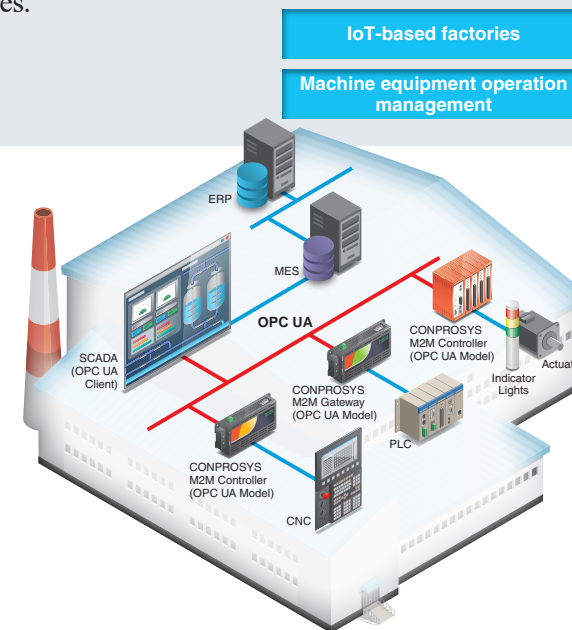 es.
IoT-based factories
Machine equipment operation
management
ERP
MES
OPC UA
SCADA
(OPC UA
Client)
CONPROSYS
M2M Controller
(OPC UA Model)
Indicator
Lights
Actuat
CONPROSYS
M2M Gateway
(OPC UA Model)
PLC
CONPROSYS
M2M Controller
(OPC UA Model)
CNC